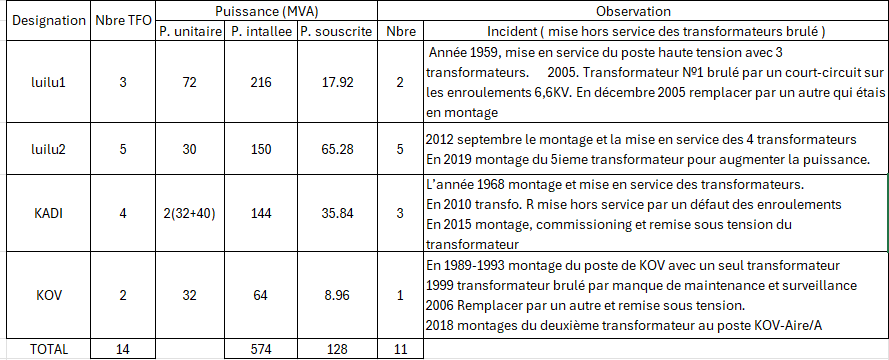 Designation Nbre TFO Puissance (MVA) Observation
P. unitaire P. intallee P. souscrite Nbre Incident ( mise hors service des transformateurs brulé )
luilu1 3 72 216 17.92 2
Année 1959, mise en service du poste haute tension avec 3
transformateurs. 2005. Transformateur №1 brulé par un court-circuit sur
les enroulements 6,6KV. En décembre 2005 remplacer par un autre qui étais
en montage
luilu2 5 30 150 65.28 5
2012 septembre le montage et la mise en service des 4 transformateurs
En 2019 montage du 5ieme transformateur pour augmenter la puissance.
KADI 4 2(32+40) 144 35.84 3
L'année 1968 montage et mise en service des transformateurs.
En 2010 transfo. R mise hors service par un défaut des enroulements
En 2015 montage, commissioning et remise sous tension du
transformateur
KOV 2 32 64 8.96 1
En 1989-1993 montage du poste de KOV avec un seul transformateur
1999 transformateur brulé par manque de maintenance et surveillance
2006 Remplacer par un autre et remise sous tension.
2018 montages du deuxième transformateur au poste KOV-Aire/A
TOTAL 14 574 128 11